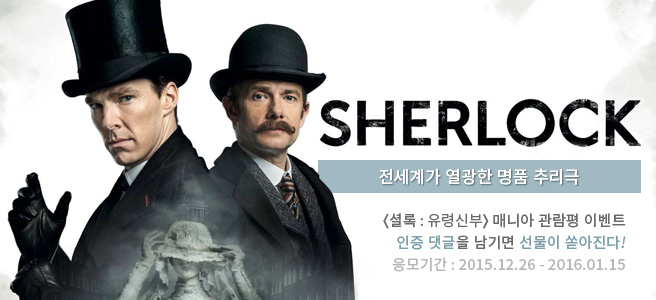 SHERLOCK
전세계가 열광한 명품 추리극
<셜록 : 유령신부> 매니아 관람평 이벤트
인증 댓글을 남기면 선물이 쏟아진다!
응모기간 : 2015.12.26 - 2016.01.15